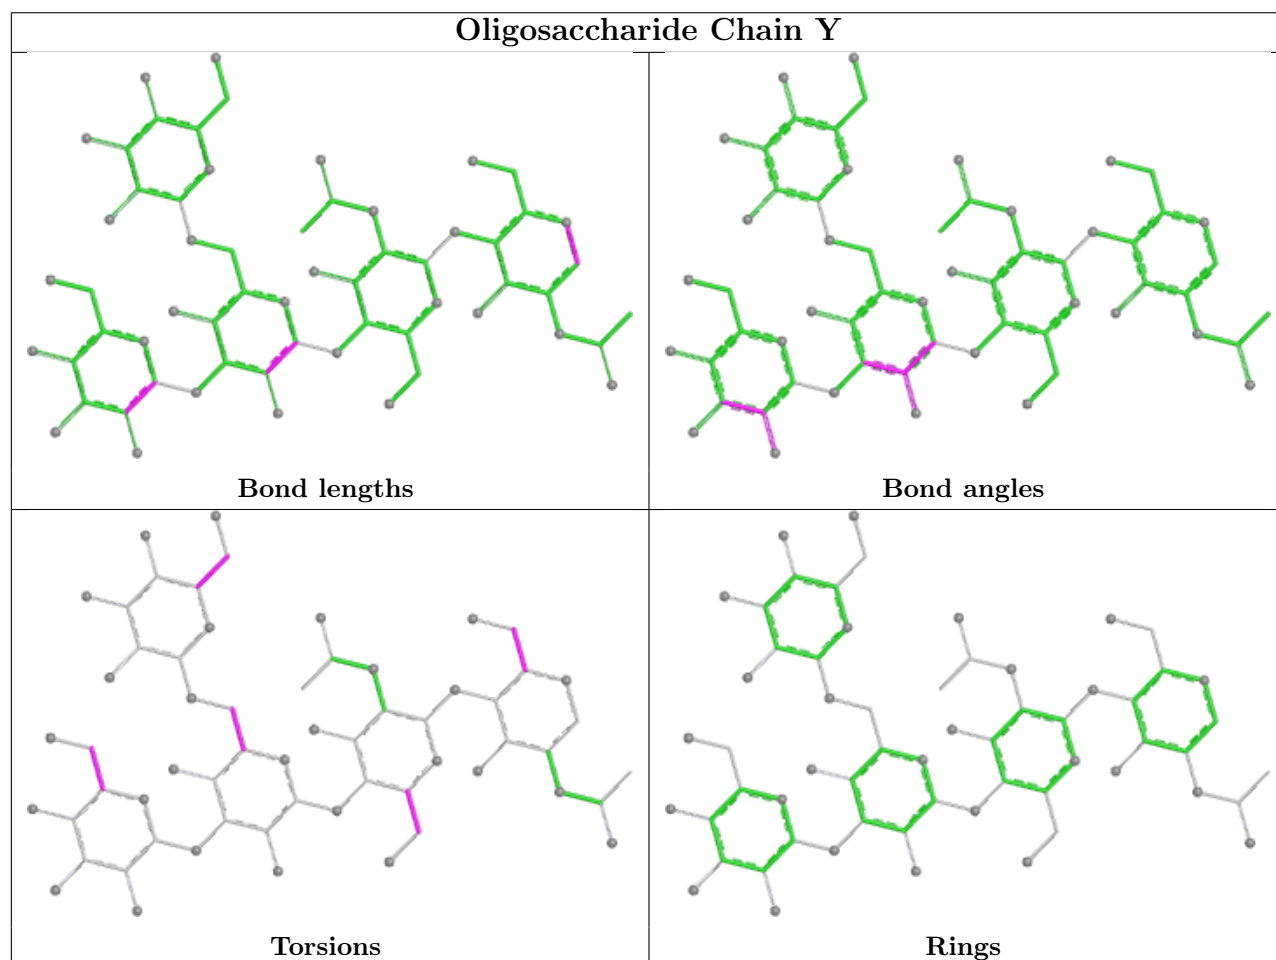 Oligosaccharide Chain Y
Bond lengths
Bond angles
Torsions
Rings